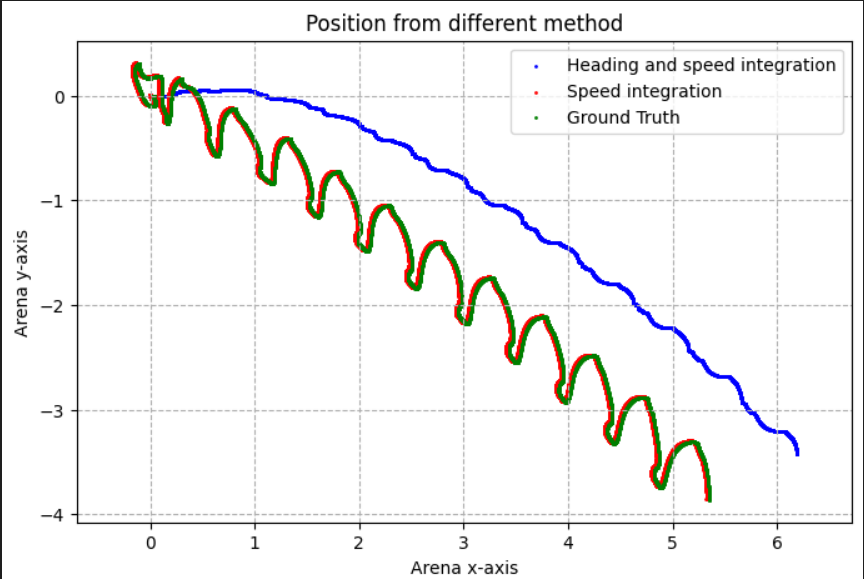 Position from different method
Heading and speed integration
Speed integration
Ground Truth
0
−1
−2
−3
−4
Arena y-axis
0 1 2 3 4 5 6
Arena x-axis